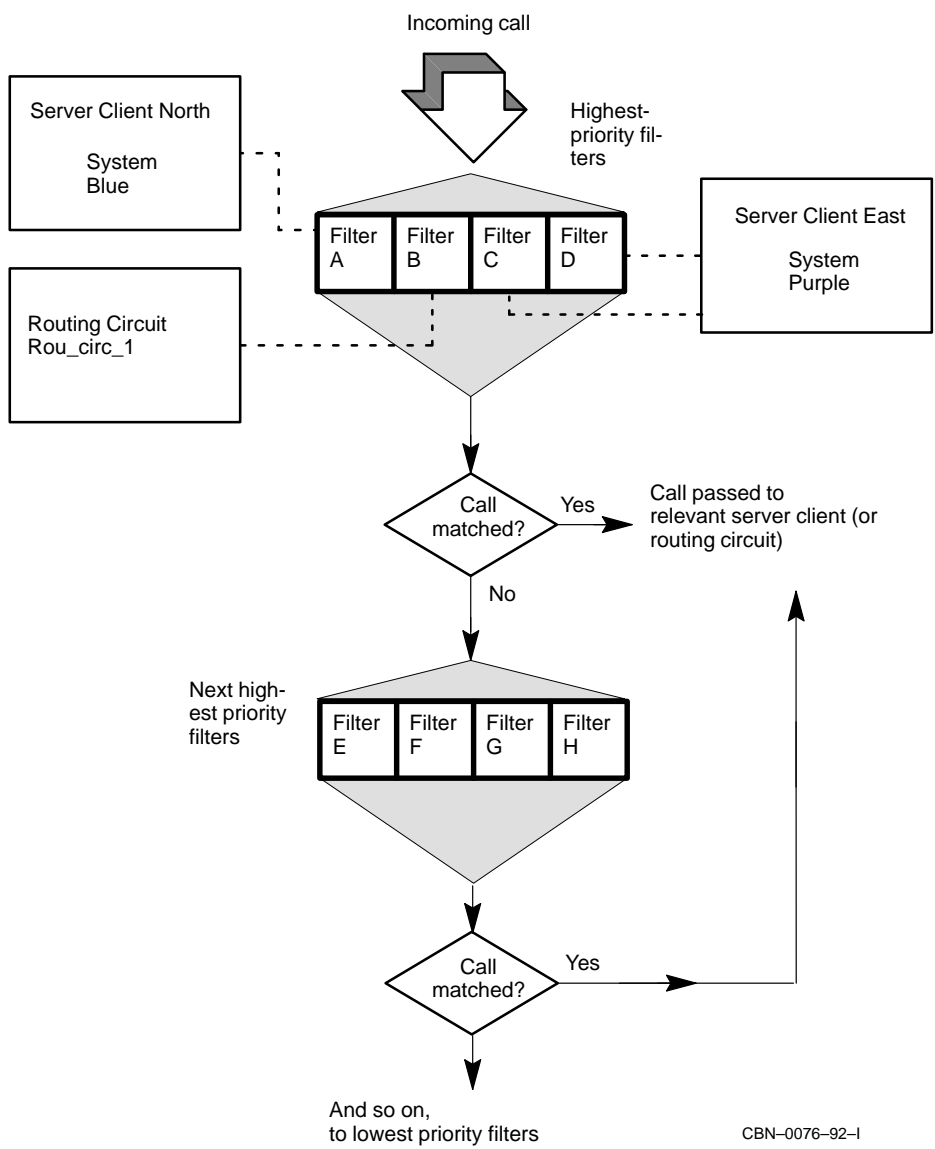 Incoming call
Server Client North
System
Blue
Highest-
priority fil-
ters
Server Client East
System
Purple
Filter
A
Filter
B
Filter
C
Filter
D
Routing Circuit
Rou_circ_1
Call
matched?
Yes
Call passed to
relevant server client (or
routing circuit)
No
Next high-
est priority
filters
Filter
E
Filter
F
Filter
G
Filter
H
Call
matched?
Yes
And so on,
to lowest priority filters
CBN–0076–92–I